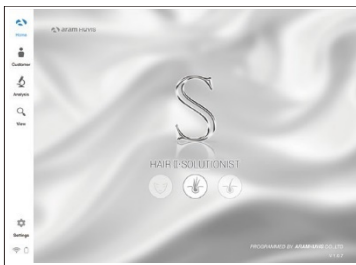 Home
aram HUVIS
Customer
Analysis
View
S
HAIR SOLUTIONIST
Settings
PROGRAMMED BY ARAMHUVIS CO., LTD